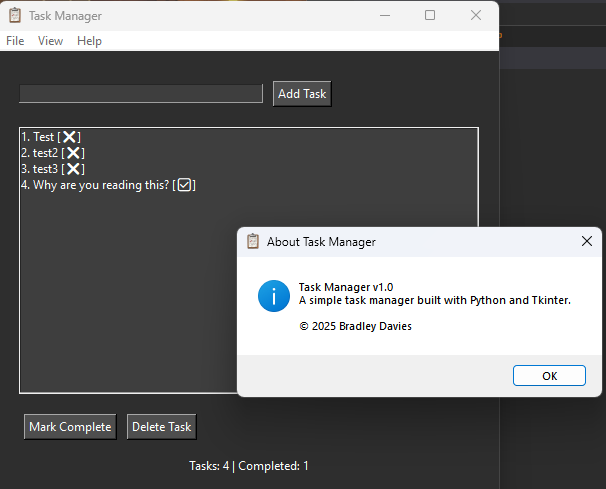 Task Manager
File View Help
Add Task
1. Test [❌]
2. test2 [❌]
3. test3 [❌]
4. Why are you reading this? [☑]
About Task Manager
Task Manager v1.0
A simple task manager built with Python and Tkinter.
© 2025 Bradley Davies
OK
Mark Complete Delete Task
Tasks: 4 | Completed: 1